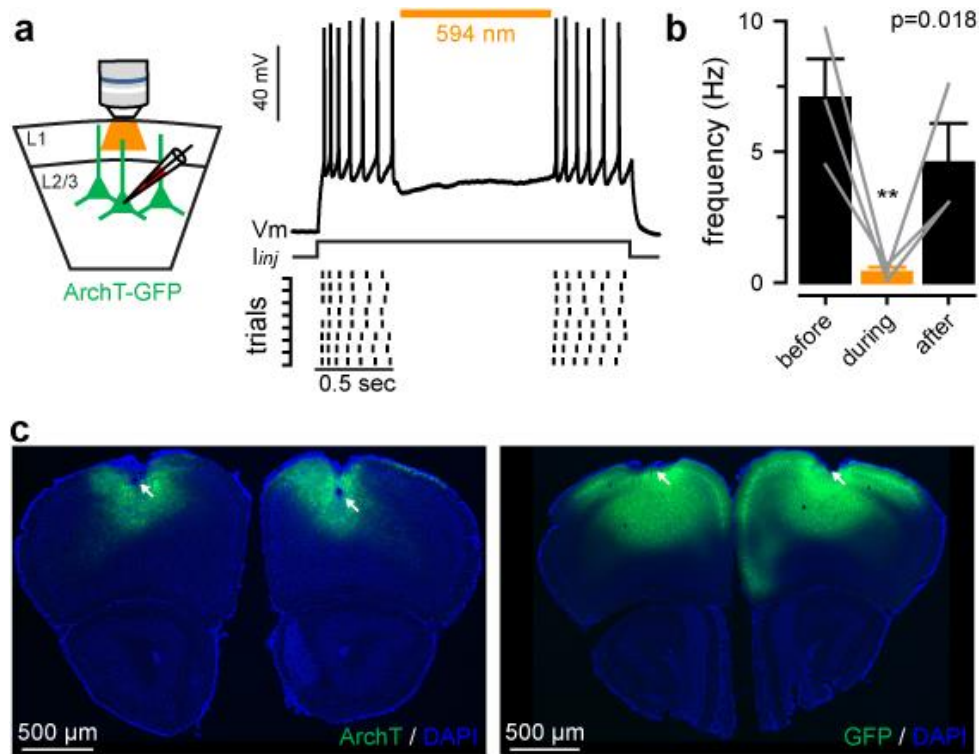 a
594 nm
40 mV
L1
L2/3
ArchT-GFP
Vm
Iinj
trials
0.5 sec
b
p=0.018
frequency (Hz)
10
5
0
**
before
during
after
c
500 µm
ArchT / DAPI
500 µm
GFP / DAPI